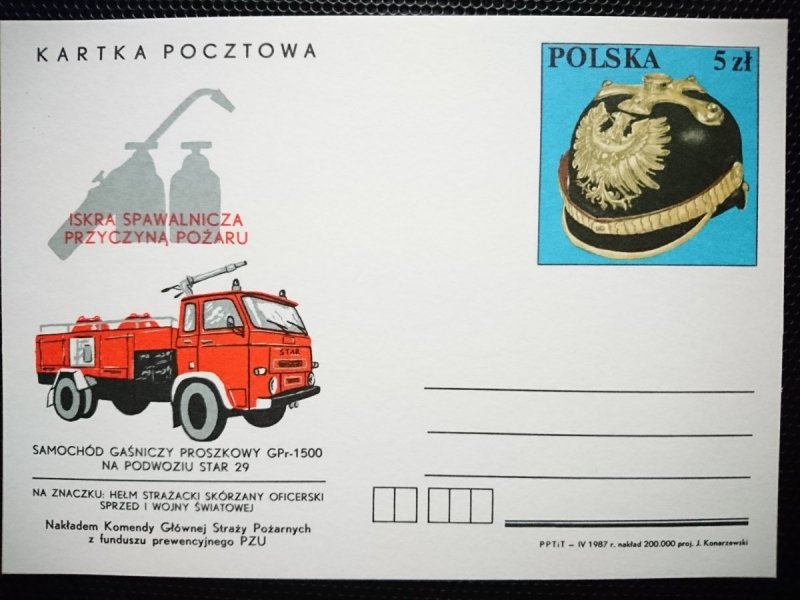 KARTKA POCZTOWA
POLSKA 5 zł
ISKRA SPAWALNICZA
PRZYCZYNĄ POŻARU
STAR
SAMOCHÓD GAŚNICZY PROSZKOWY GPr-1500
NA PODWOZIU STAR 29
NA ZNACZKU: HEŁM STRAŻACKI SKÓRZANY OFICERSKI
SPRZED I WOJNY ŚWIATOWEJ
Nakładem Komendy Głównej Straży Pożarnych
z funduszu prewencyjnego PZU
PPTiT – IV 1987 r. nakład 200.000 proj. J. Konarzewski